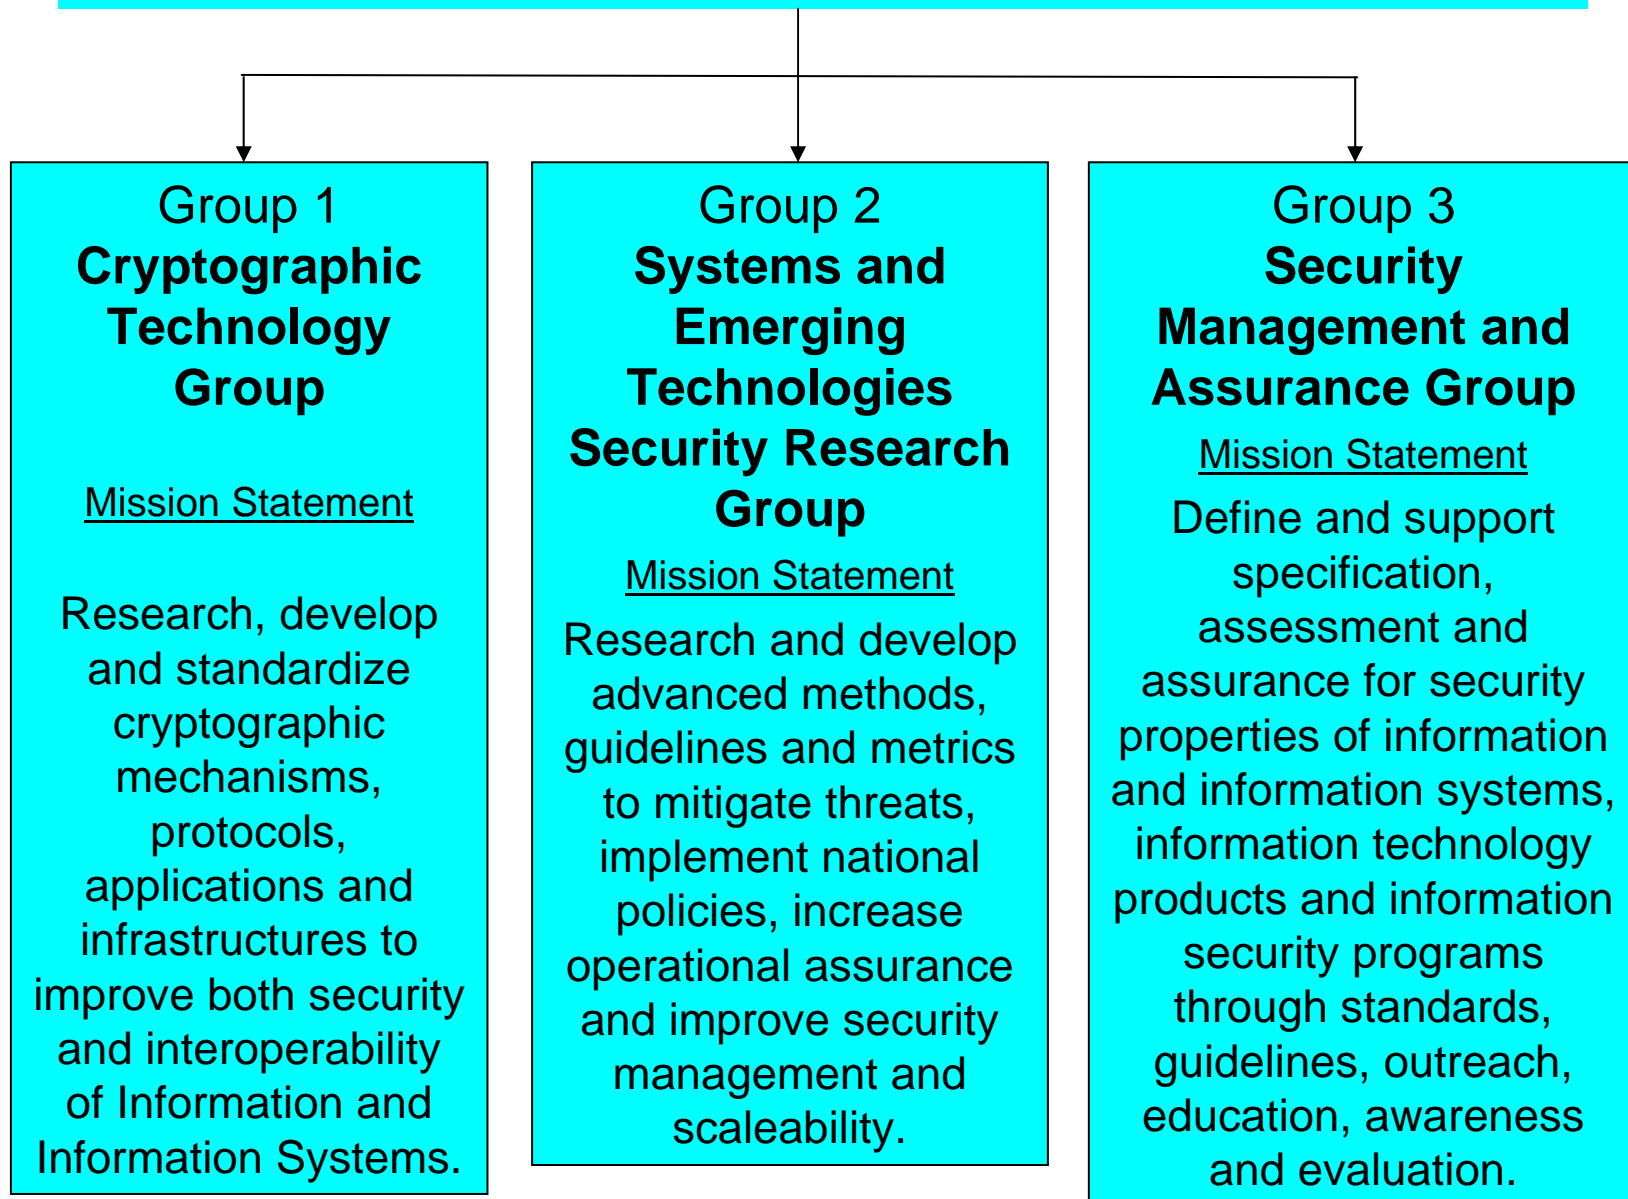 Group 1
Cryptographic
Technology
Group
Mission Statement
Research, develop
and standardize
cryptographic
mechanisms,
protocols,
applications and
infrastructures to
improve both security
and interoperability
of Information and
Information Systems.
Group 2
Systems and
Emerging
Technologies
Security Research
Group
Mission Statement
Research and develop
advanced methods,
guidelines and metrics
to mitigate threats,
implement national
policies, increase
operational assurance
and improve security
management and
scaleability.
Group 3
Security
Management and
Assurance Group
Mission Statement
Define and support
specification,
assessment and
assurance for security
properties of information
and information systems,
information technology
products and information
security programs
through standards,
guidelines, outreach,
education, awareness
and evaluation.